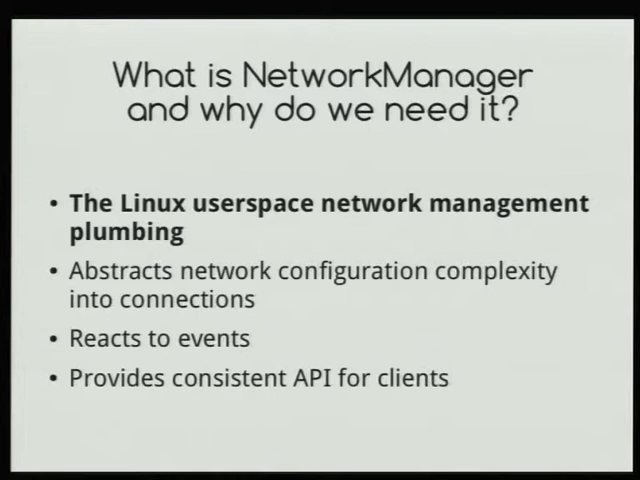 What is NetworkManager
and why do we need it?
• The Linux userspace network management
plumbing
• Abstracts network configuration complexity
into connections
• Reacts to events
• Provides consistent API for clients